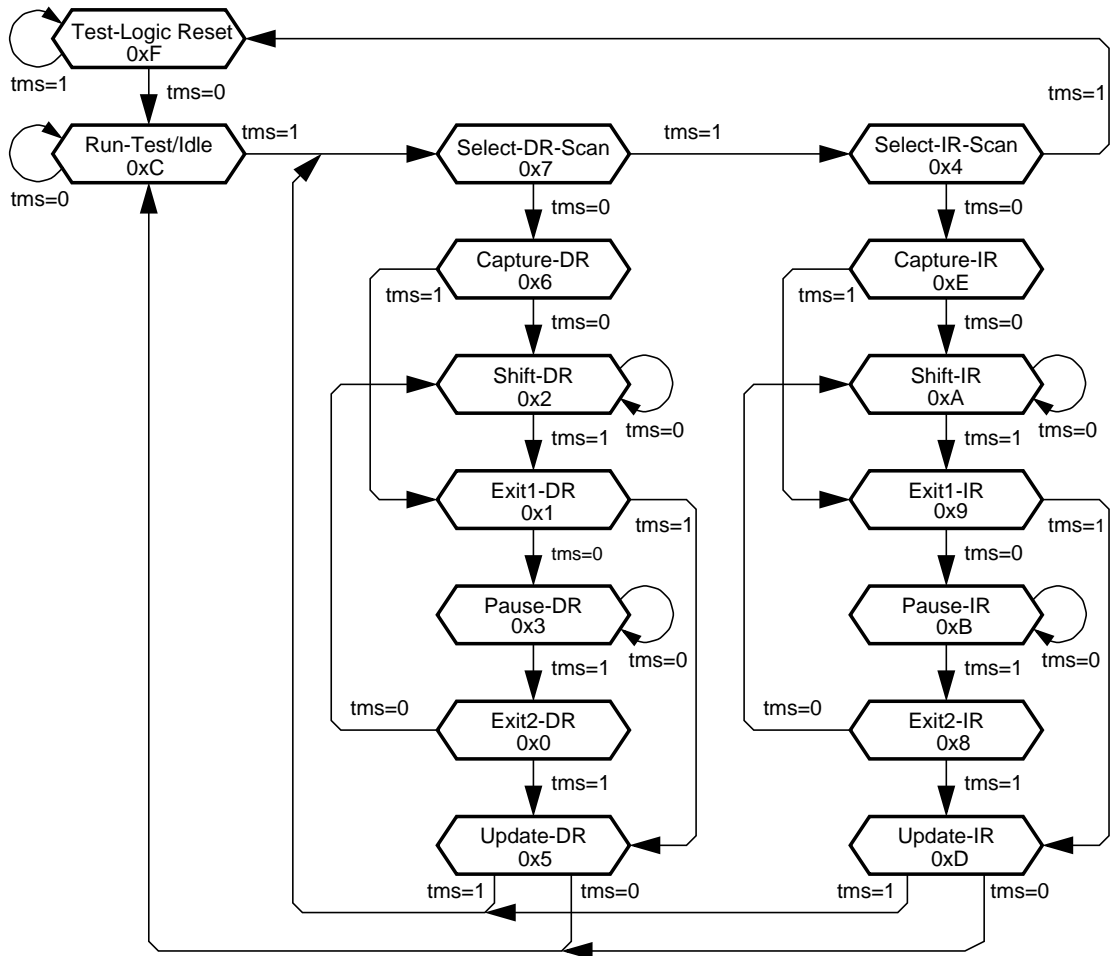 Test-Logic Reset
0xF
tms=1
tms=0
tms=1
Run-Test/Idle
0xC
tms=0
tms=1
Select-DR-Scan
0x7
tms=1
Select-IR-Scan
0x4
tms=0
tms=0
Capture-DR
0x6
tms=1
tms=0
Capture-IR
0xE
tms=1
tms=0
Shift-DR
0x2
tms=0
tms=1
Shift-IR
0xA
tms=0
tms=1
Exit1-DR
0x1
tms=1
tms=0
Exit1-IR
0x9
tms=1
tms=0
Pause-DR
0x3
tms=0
tms=1
Pause-IR
0xB
tms=0
tms=1
tms=0
Exit2-DR
0x0
tms=1
tms=0
Exit2-IR
0x8
tms=1
Update-DR
0x5
tms=1
tms=0
Update-IR
0xD
tms=1
tms=0